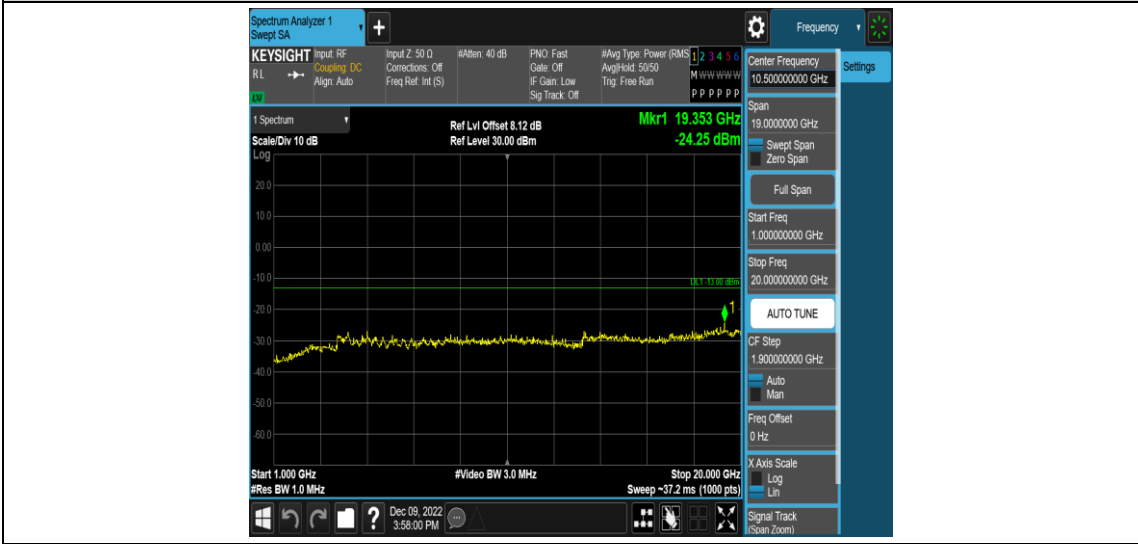 Spectrum Analyzer 1
Swept SA
+
Frequency
KEYSIGHT
RL
Input: RF
Coupling: DC
Align: Auto
Input Z: 50 Ω
Corrections: Off
Freq Ref: Int (S)
#Atten: 40 dB
PNO: Fast
Gate: Off
IF Gain: Low
Sig Track: Off
#Avg Type: Power (RMS
Avg|Hold: 50/50
Trig: Free Run
1 2 3 4 5 6
M W W W W W
P P P P P P
1 Spectrum
Scale/Div 10 dB
Log
Ref Lvl Offset 8.12 dB
Ref Level 30.00 dBm
Mkr1 19.353 GHz
-24.25 dBm
20.0
10.0
0.00
-10.0
DL1 -13.00 dBm
-20.0
1
-30.0
-40.0
-50.0
-60.0
Start 1.000 GHz
#Res BW 1.0 MHz
#Video BW 3.0 MHz
Stop 20.000 GHz
Sweep ~37.2 ms (1000 pts)
?
Dec 09, 2022
3:58:00 PM
Center Frequency
10.500000000 GHz
Settings
Span
19.0000000 GHz
Swept Span
Zero Span
Full Span
Start Freq
1.000000000 GHz
Stop Freq
20.000000000 GHz
AUTO TUNE
CF Step
1.900000000 GHz
Auto
Man
Freq Offset
0 Hz
X Axis Scale
Log
Lin
Signal Track
(Span Zoom)